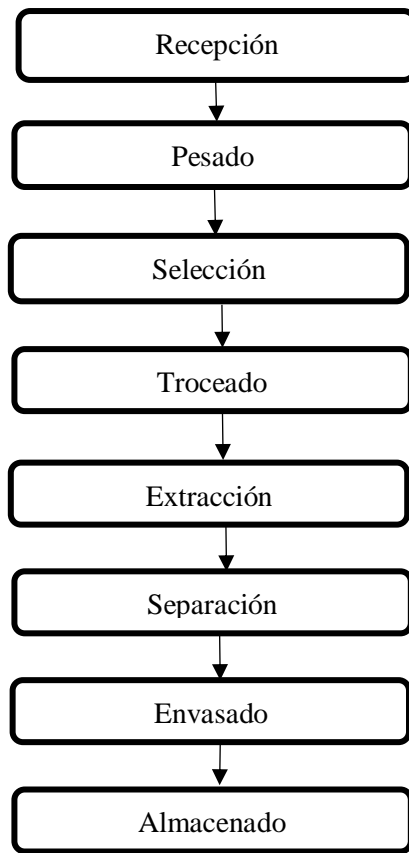 Recepción
Pesado
Selección
Troceado
Extracción
Separación
Envasado
Almacenado